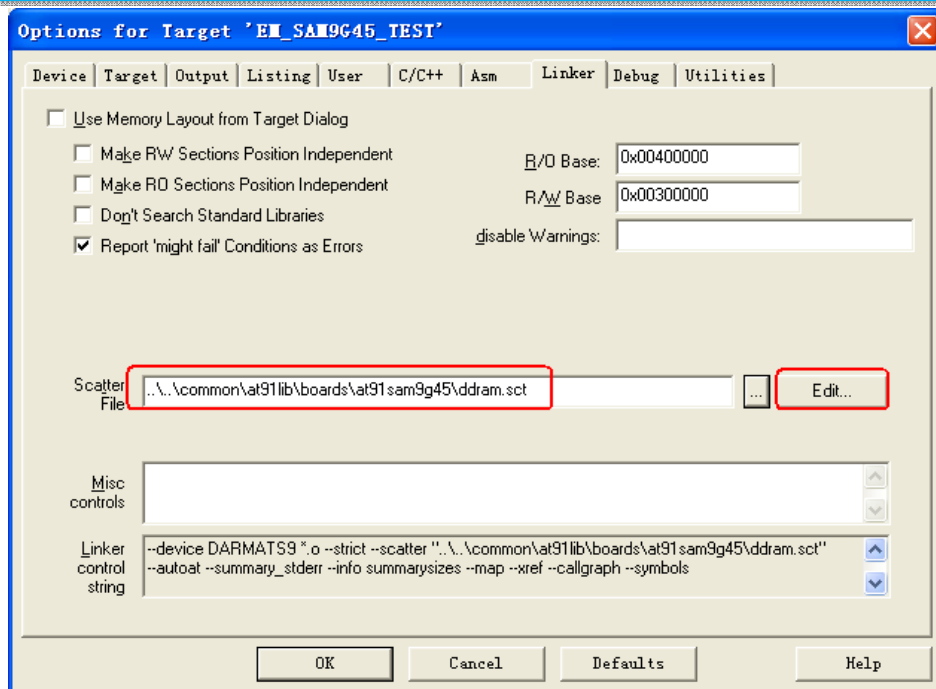 Options for Target 'EM_SAM9G45_TEST'
Device Target Output Listing User C/C++ Asm Linker Debug Utilities
Use Memory Layout from Target Dialog
Make RW Sections Position Independent
Make RO Sections Position Independent
Don't Search Standard Libraries
Report 'might fail' Conditions as Errors
R/O Base: 0x00400000
R/W Base 0x00300000
disable Warnings:
Scatter File ..\..\common\at91lib\boards\at91sam9g45\ddram.sct ... Edit...
Misc controls
Linker control string
--device DARMATS9 *.o --strict --scatter "..\..\common\at91lib\boards\at91sam9g45\ddram.sct"
--autoat --summary_stderr --info summarysizes --map --xref --callgraph --symbols
OK Cancel Defaults Help